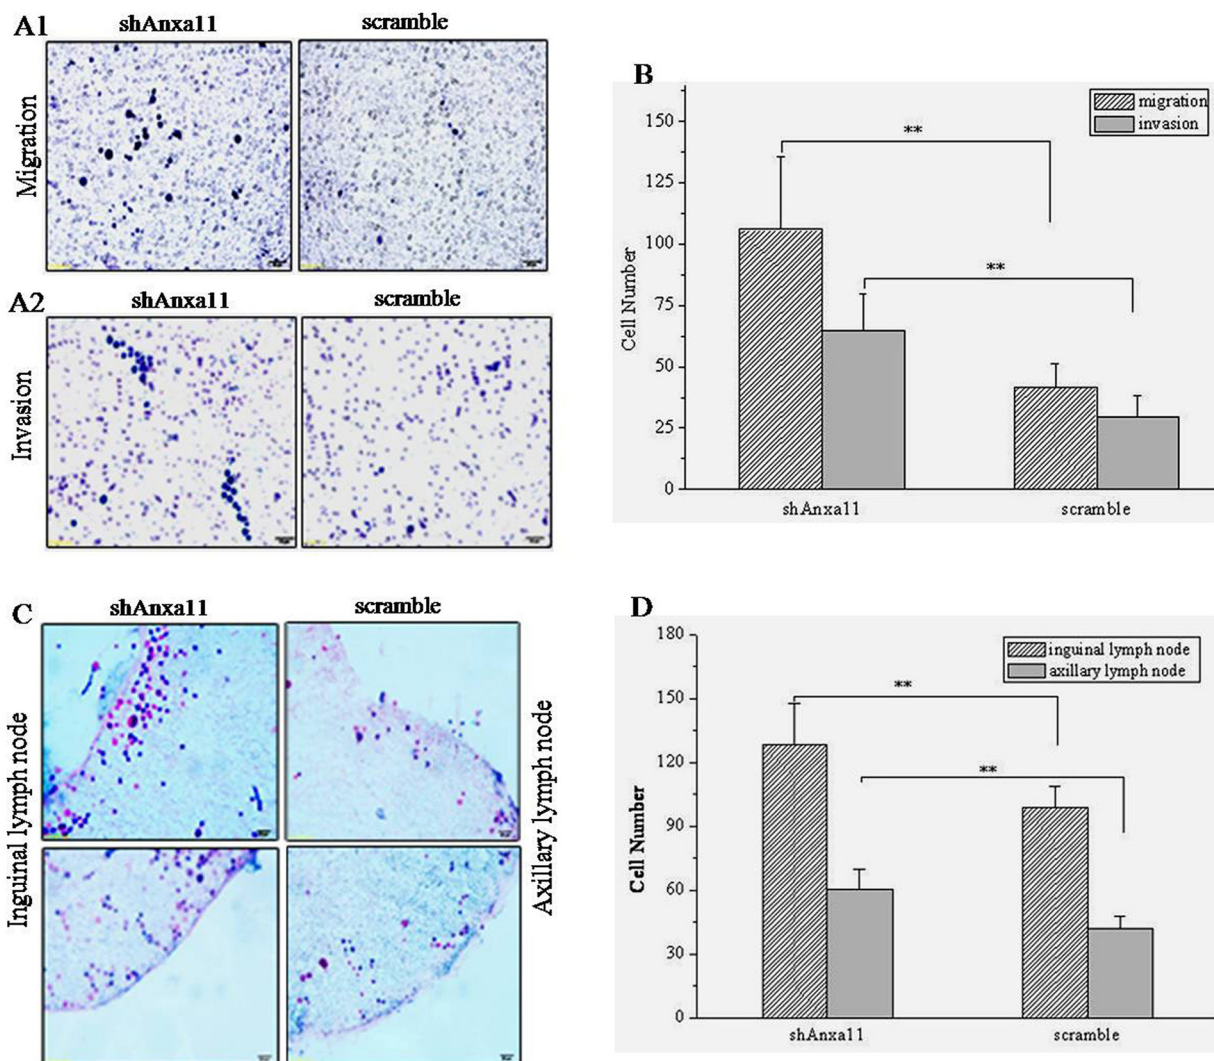 A1
shAnxa11
scramble
Migration
A2
shAnxa11
scramble
Invasion
B
migration
invasion
**
**
Cell Number
150
125
100
75
50
25
0
shAnxa11
scramble
C
shAnxa11
scramble
Inguinal lymph node
Axillary lymph node
D
inguinal lymph node
axillary lymph node
**
**
Cell Number
180
150
120
90
60
30
0
shAnxa11
scramble